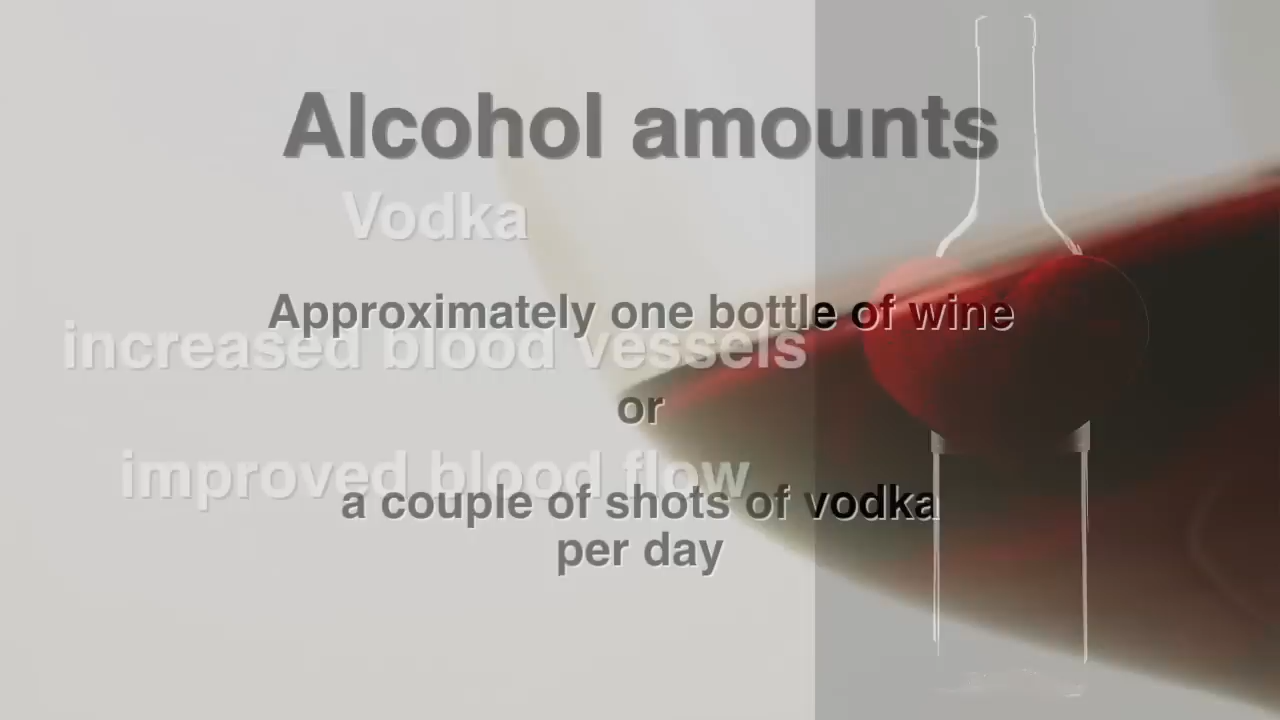 Alcohol amounts
Vodka
Approximately one bottle of wine
increased blood vessels
or
improved blood flow
a couple of shots of vodka
per day